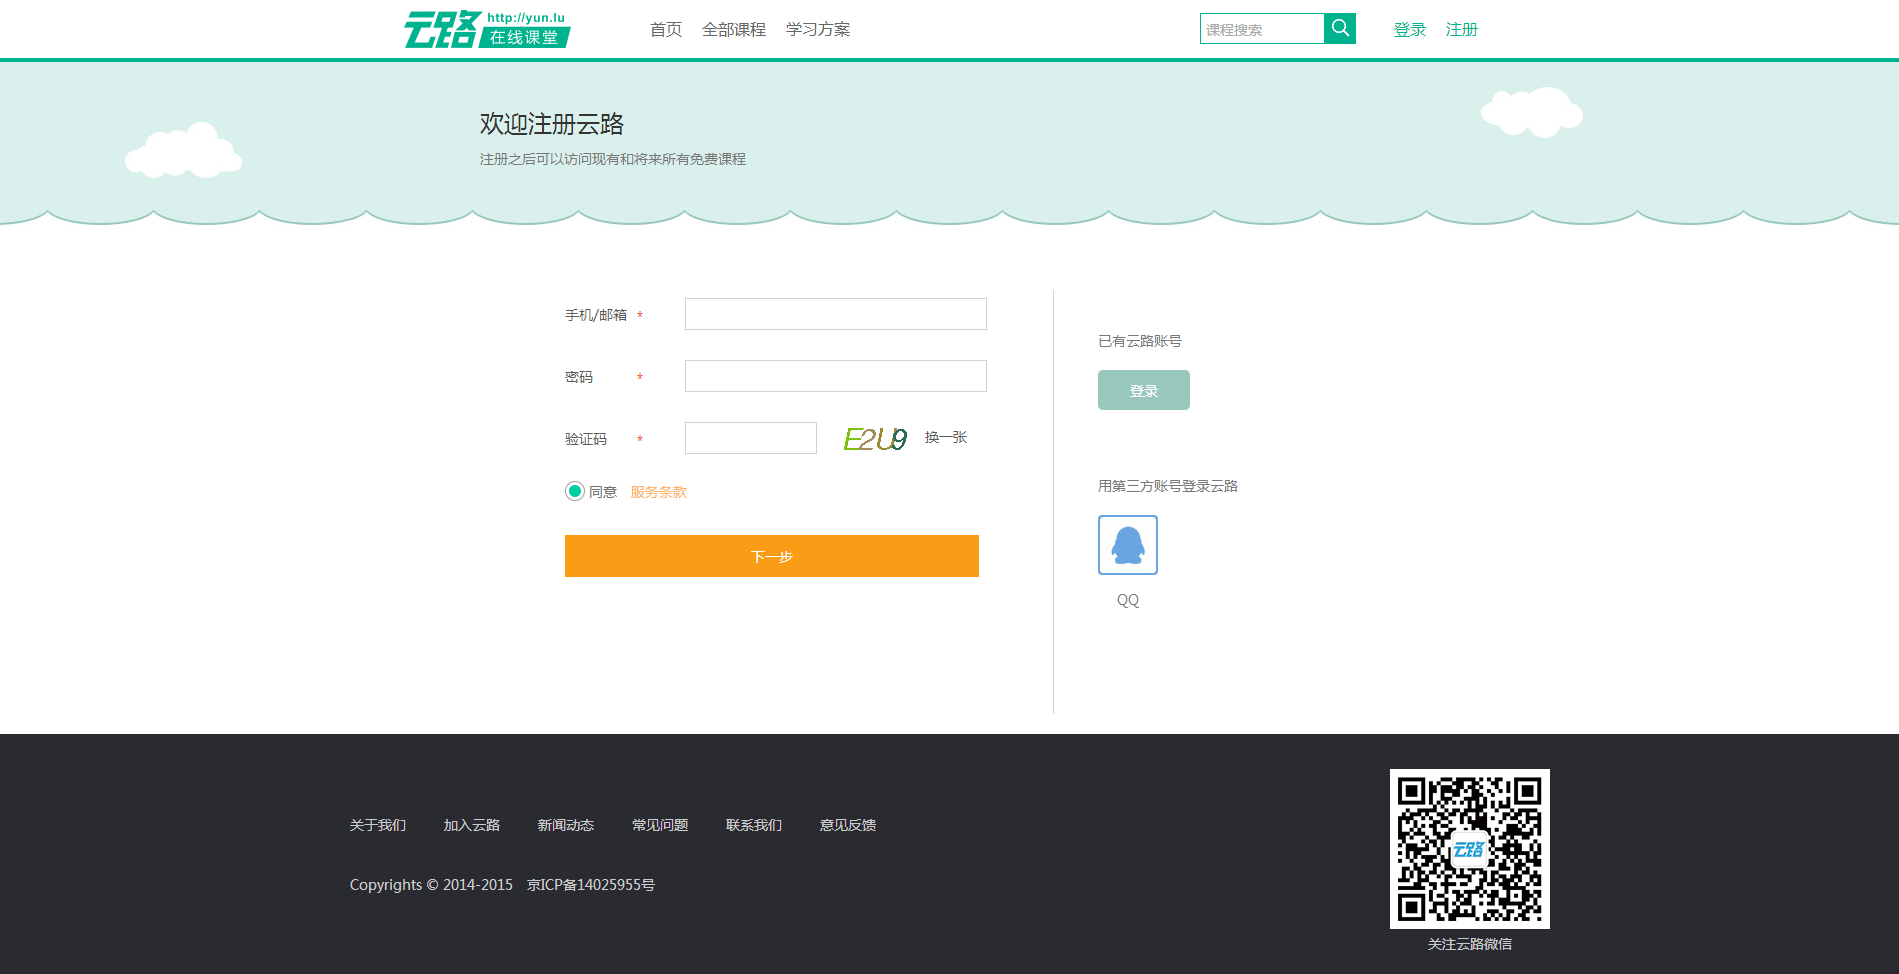 云路 http://yun.lu 在线课堂
首页 全部课程 学习方案
课程搜索
登录 注册
欢迎注册云路
注册之后可以访问现有和将来所有免费课程
手机/邮箱 *
密码 *
验证码 * E2U9 换一张
同意 服务条款
下一步
已有云路账号
登录
用第三方账号登录云路
QQ
关于我们 加入云路 新闻动态 常见问题 联系我们 意见反馈
Copyrights © 2014-2015 京ICP备14025955号
云路
关注云路微信